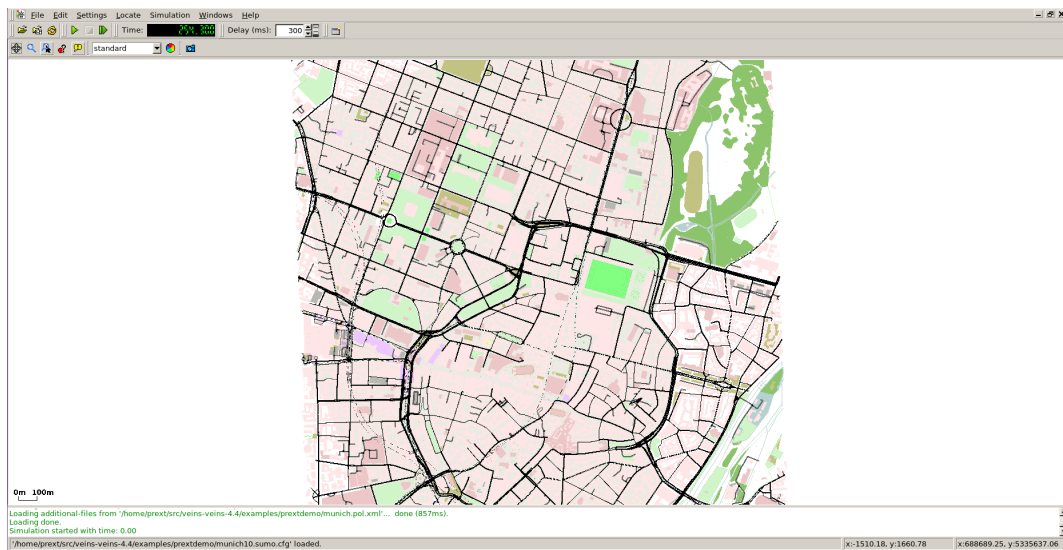 File Edit Settings Locate Simulation Windows Help
Time: 254.300 Delay (ms): 300
standard
0m 100m
Loading additional-files from '/home/prext/src/veins-veins-4.4/examples/prextdemo/munich.pol.xml'... done (857ms).
Loading done.
Simulation started with time: 0.00
'/home/prext/src/veins-veins-4.4/examples/prextdemo/munich10.sumo.cfg' loaded. x:-1510.18, y:1660.78 x:688689.25, y:5335637.06